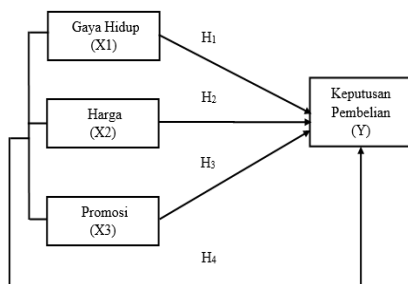 Gaya Hidup
(X1)
H1
H2
Harga
(X2)
Keputusan
Pembelian
(Y)
H3
Promosi
(X3)
H4